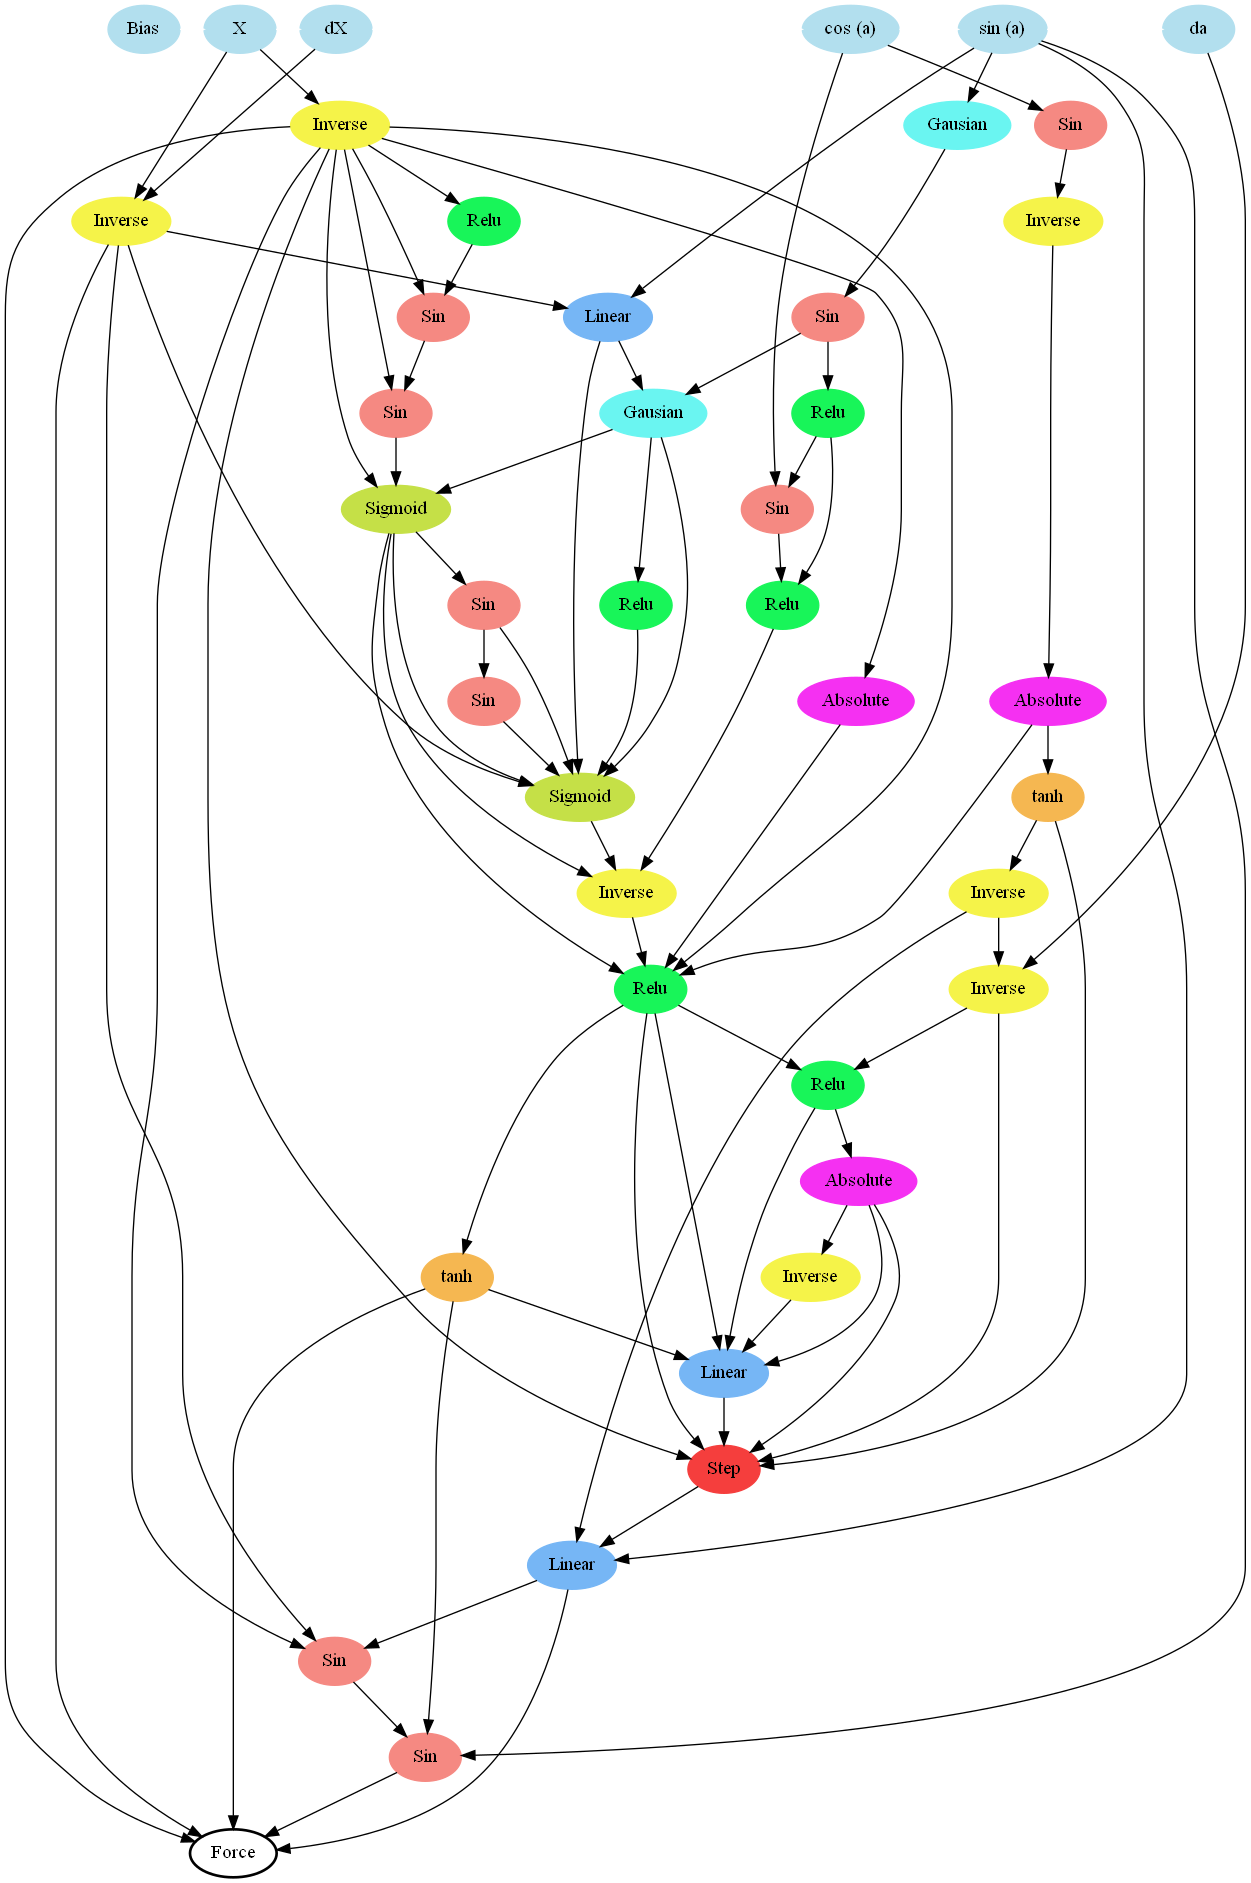 Bias X dX cos (a) sin (a) da
Inverse Gausian Sin
Inverse Relu Inverse
Sin Linear Sin
Sin Gausian Relu
Sigmoid Sin
Sin Relu Relu
Sin Absolute Absolute
Sigmoid tanh
Inverse Inverse
Relu Inverse
Relu
Absolute
tanh Inverse
Linear
Step
Linear
Sin
Sin
Force